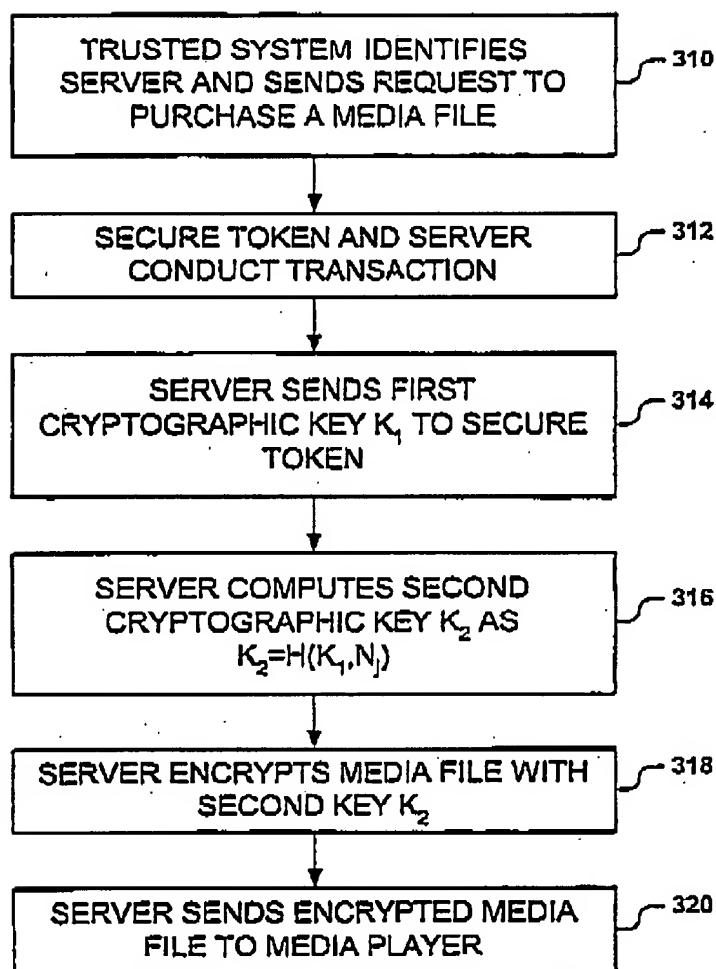 TRUSTED SYSTEM IDENTIFIES
SERVER AND SENDS REQUEST TO
PURCHASE A MEDIA FILE
310
SECURE TOKEN AND SERVER
CONDUCT TRANSACTION
312
SERVER SENDS FIRST
CRYPTOGRAPHIC KEY K₁ TO SECURE
TOKEN
314
SERVER COMPUTES SECOND
CRYPTOGRAPHIC KEY K₂ AS
K₂=H(K₁,Nⱼ)
316
SERVER ENCRYPTS MEDIA FILE WITH
SECOND KEY K₂
318
SERVER SENDS ENCRYPTED MEDIA
FILE TO MEDIA PLAYER
320